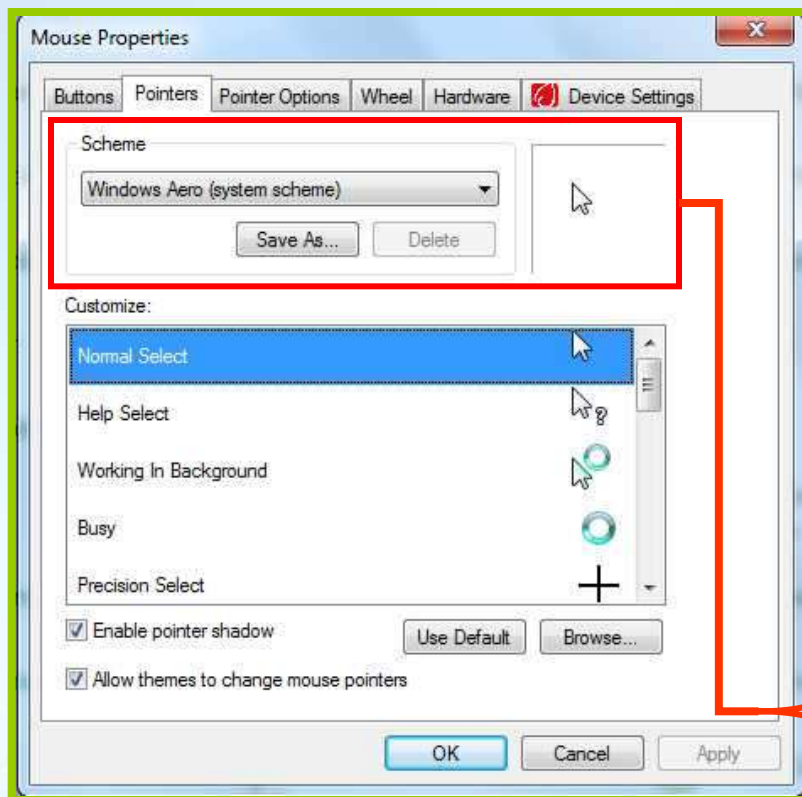 Mouse Properties
Buttons Pointers Pointer Options Wheel Hardware Device Settings
Scheme
Windows Aero (system scheme)
Save As... Delete
Customize:
Normal Select
Help Select
Working In Background
Busy
Precision Select
Enable pointer shadow Use Default Browse...
Allow themes to change mouse pointers
OK Cancel Apply